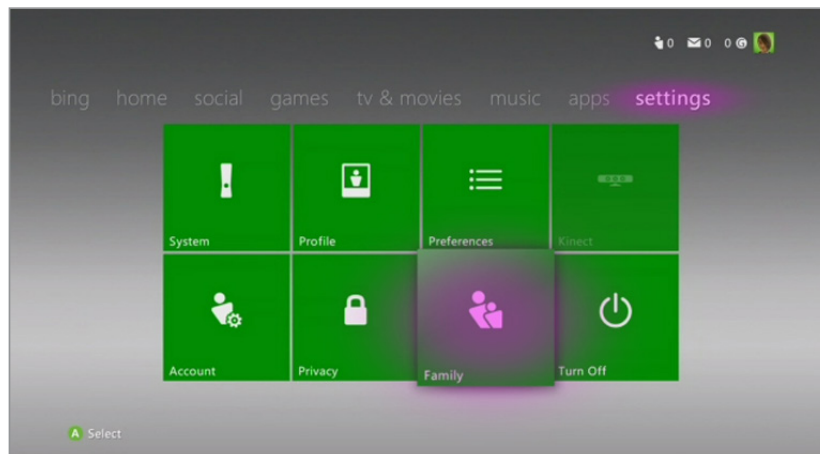 0 0 0 G
bing home social games tv & movies music apps settings
System Profile Preferences Kinect
Account Privacy Family Turn Off
A Select